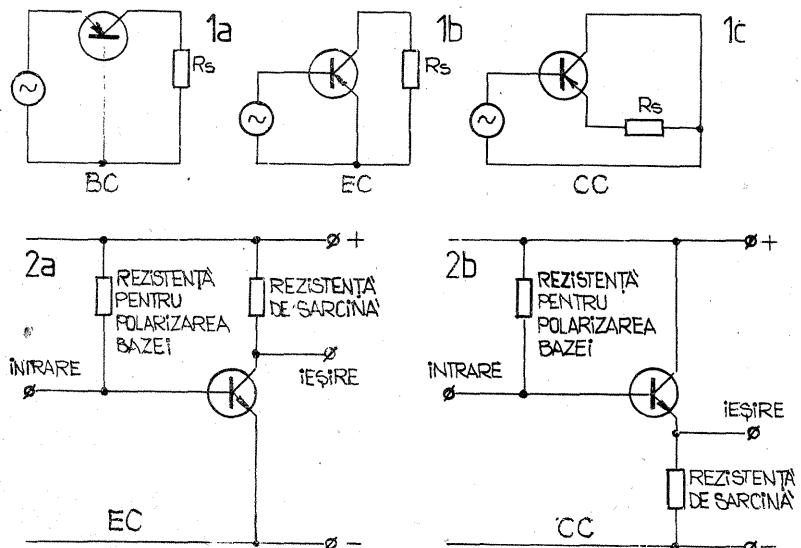 1a
Rs
BC
1b
Rs
EC
1c
Rs
CC
2a
+
REZISTENȚĂ
PENTRU
POLARIZAREA
BAZEI
REZISTENȚĂ
DE SARCINĂ
INTRARE
IEȘIRE
EC
−
2b
+
REZISTENȚĂ
PENTRU
POLARIZAREA
BAZEI
INTRARE
IEȘIRE
REZISTENȚĂ
DE SARCINĂ
CC
−